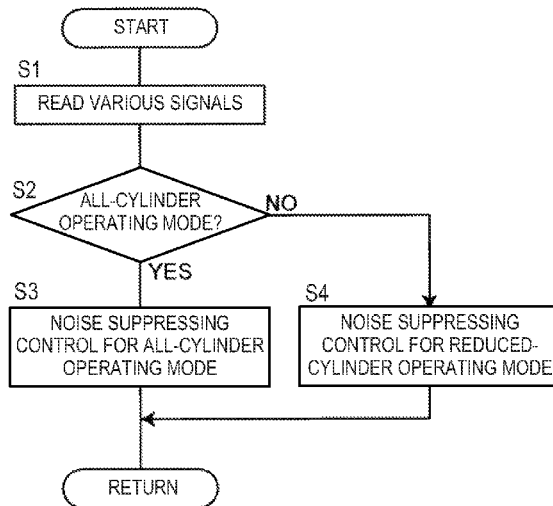 START
S1
READ VARIOUS SIGNALS
S2
ALL-CYLINDER
OPERATING MODE?
NO
YES
S3
NOISE SUPPRESSING
CONTROL FOR ALL-CYLINDER
OPERATING MODE
S4
NOISE SUPPRESSING
CONTROL FOR REDUCED-
CYLINDER OPERATING MODE
RETURN